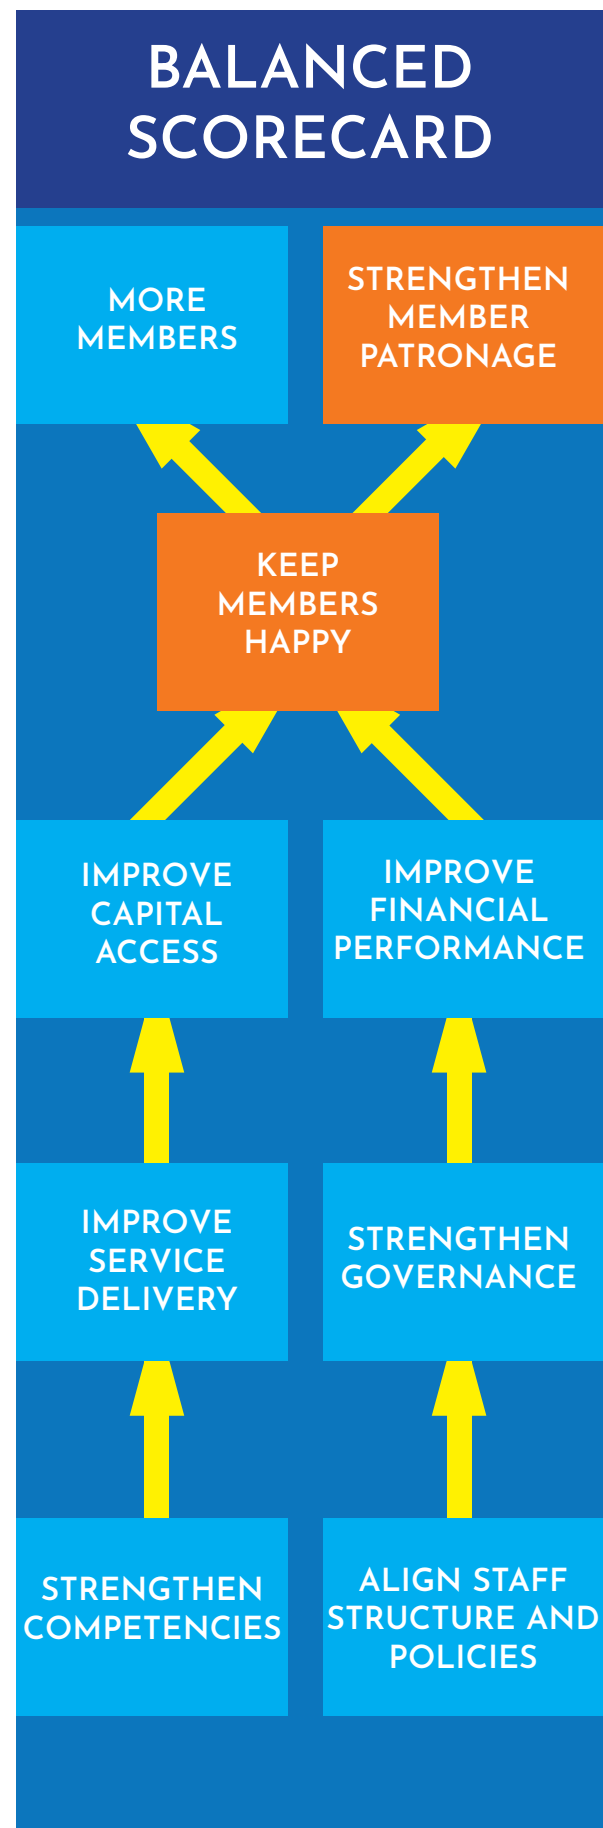 BALANCED
SCORECARD
MORE
MEMBERS
STRENGTHEN
MEMBER
PATRONAGE
KEEP
MEMBERS
HAPPY
IMPROVE
CAPITAL
ACCESS
IMPROVE
FINANCIAL
PERFORMANCE
IMPROVE
SERVICE
DELIVERY
STRENGTHEN
GOVERNANCE
STRENGTHEN
COMPETENCIES
ALIGN STAFF
STRUCTURE AND
POLICIES